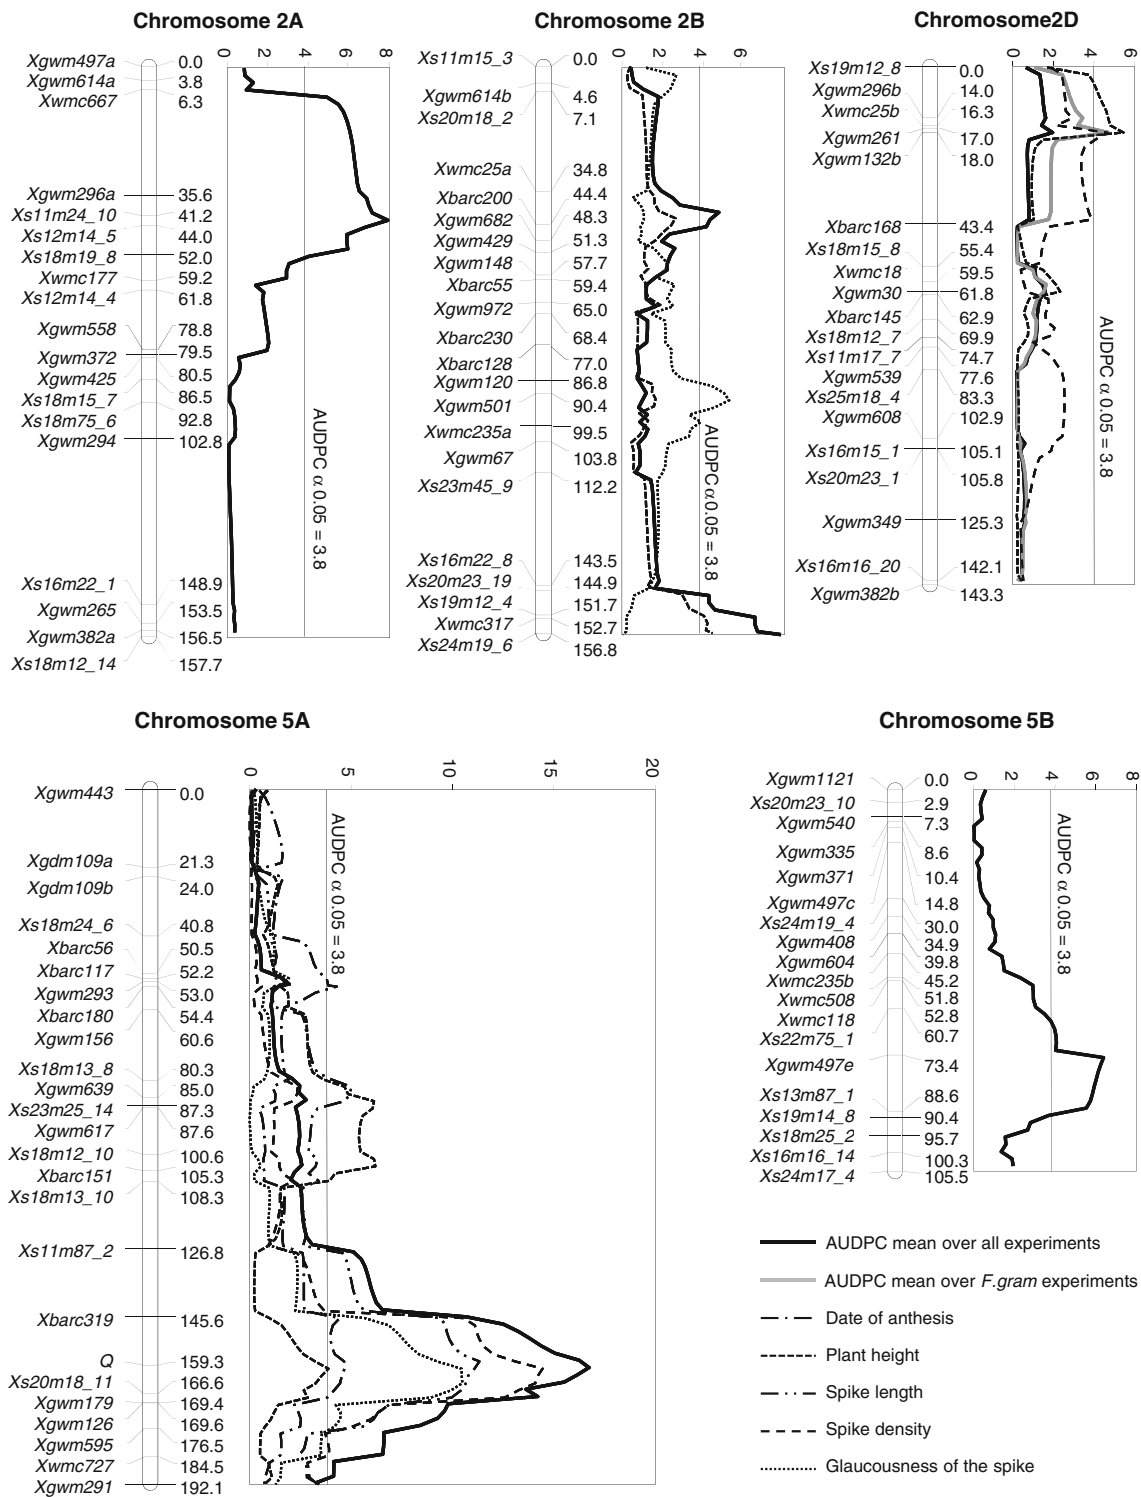 Chromosome 2A
0 2 4 6 8
Xgwm497a 0.0
Xgwm614a 3.8
Xwmc667 6.3
Xgwm296a 35.6
Xs11m24_10 41.2
Xs12m14_5 44.0
Xs18m19_8 52.0
Xwmc177 59.2
Xs12m14_4 61.8
Xgwm558 78.8
Xgwm372 79.5
Xgwm425 80.5
Xs18m15_7 86.5
Xs18m75_6 92.8
Xgwm294 102.8
Xs16m22_1 148.9
Xgwm265 153.5
Xgwm382a 156.5
Xs18m12_14 157.7
AUDPC α 0.05 = 3.8
Chromosome 2B
0 2 4 6
Xs11m15_3 0.0
Xgwm614b 4.6
Xs20m18_2 7.1
Xwmc25a 34.8
Xbarc200 44.4
Xgwm682 48.3
Xgwm429 51.3
Xgwm148 57.7
Xbarc55 59.4
Xgwm972 65.0
Xbarc230 68.4
Xbarc128 77.0
Xgwm120 86.8
Xgwm501 90.4
Xwmc235a 99.5
Xgwm67 103.8
Xs23m45_9 112.2
Xs16m22_8 143.5
Xs20m23_19 144.9
Xs19m12_4 151.7
Xwmc317 152.7
Xs24m19_6 156.8
AUDPC α 0.05 = 3.8
Chromosome2D
0 2 4 6
Xs19m12_8 0.0
Xgwm296b 14.0
Xwmc25b 16.3
Xgwm261 17.0
Xgwm132b 18.0
Xbarc168 43.4
Xs18m15_8 55.4
Xwmc18 59.5
Xgwm30 61.8
Xbarc145 62.9
Xs18m12_7 69.9
Xs11m17_7 74.7
Xgwm539 77.6
Xs25m18_4 83.3
Xgwm608 102.9
Xs16m15_1 105.1
Xs20m23_1 105.8
Xgwm349 125.3
Xs16m16_20 142.1
Xgwm382b 143.3
AUDPC α 0.05 = 3.8
Chromosome 5A
0 5 10 15 20
Xgwm443 0.0
Xgdm109a 21.3
Xgdm109b 24.0
Xs18m24_6 40.8
Xbarc56 50.5
Xbarc117 52.2
Xgwm293 53.0
Xbarc180 54.4
Xgwm156 60.6
Xs18m13_8 80.3
Xgwm639 85.0
Xs23m25_14 87.3
Xgwm617 87.6
Xs18m12_10 100.6
Xbarc151 105.3
Xs18m13_10 108.3
Xs11m87_2 126.8
Xbarc319 145.6
Q 159.3
Xs20m18_11 166.6
Xgwm179 169.4
Xgwm126 169.6
Xgwm595 176.5
Xwmc727 184.5
Xgwm291 192.1
AUDPC α 0.05 = 3.8
Chromosome 5B
0 2 4 6 8
Xgwm1121 0.0
Xs20m23_10 2.9
Xgwm540 7.3
Xgwm335 8.6
Xgwm371 10.4
Xgwm497c 14.8
Xs24m19_4 30.0
Xgwm408 34.9
Xgwm604 39.8
Xwmc235b 45.2
Xwmc508 51.8
Xwmc118 52.8
Xs22m75_1 60.7
Xgwm497e 73.4
Xs13m87_1 88.6
Xs19m14_8 90.4
Xs18m25_2 95.7
Xs16m16_14 100.3
Xs24m17_4 105.5
AUDPC α 0.05 = 3.8
AUDPC mean over all experiments
AUDPC mean over F.gram experiments
Date of anthesis
Plant height
Spike length
Spike density
Glaucousness of the spike